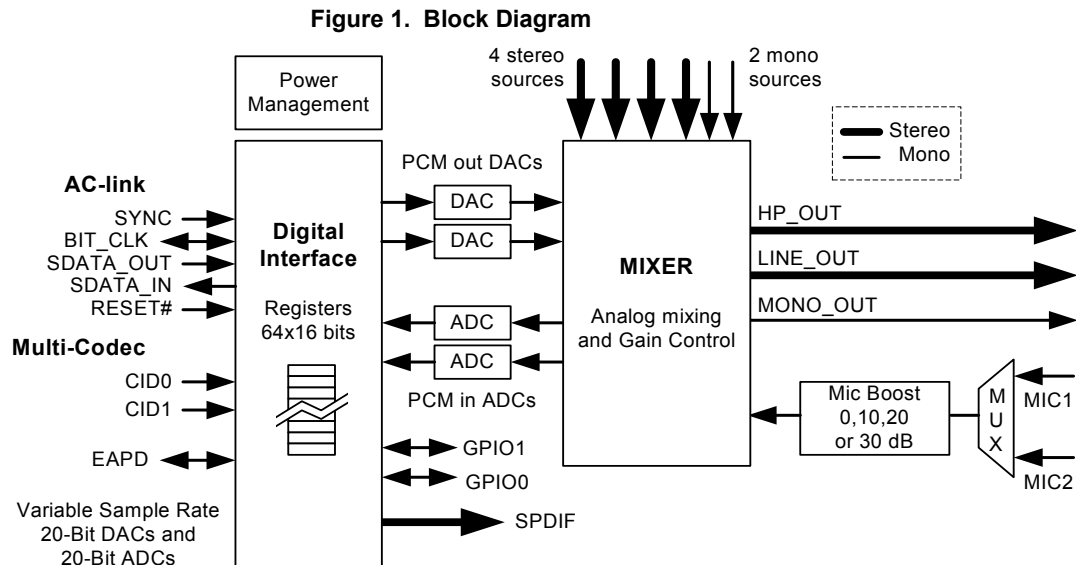 Figure 1. Block Diagram
4 stereo
sources
2 mono
sources
Power
Management
Stereo
Mono
PCM out DACs
DAC
DAC
AC-link
SYNC
BIT_CLK
SDATA_OUT
SDATA_IN
RESET#
Digital
Interface
Registers
64x16 bits
MIXER
Analog mixing
and Gain Control
HP_OUT
LINE_OUT
MONO_OUT
ADC
ADC
PCM in ADCs
Multi-Codec
CID0
CID1
EAPD
Mic Boost
0,10,20
or 30 dB
M
U
X
MIC1
MIC2
GPIO1
GPIO0
SPDIF
Variable Sample Rate
20-Bit DACs and
20-Bit ADCs